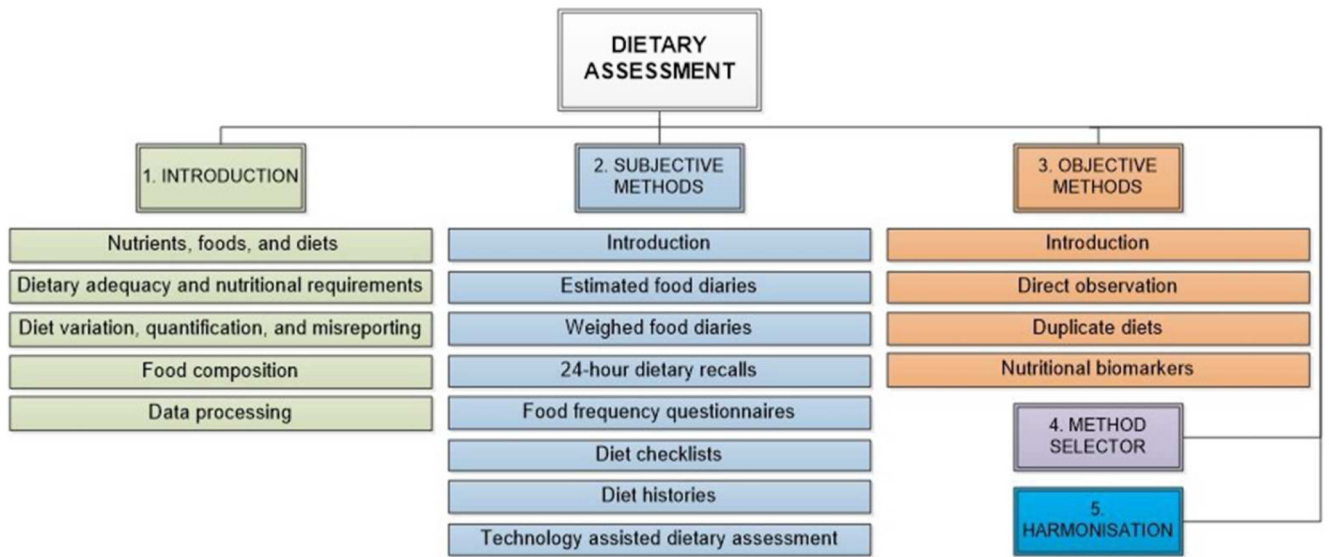 DIETARY
ASSESSMENT
1. INTRODUCTION
Nutrients, foods, and diets
Dietary adequacy and nutritional requirements
Diet variation, quantification, and misreporting
Food composition
Data processing
2. SUBJECTIVE
METHODS
Introduction
Estimated food diaries
Weighed food diaries
24-hour dietary recalls
Food frequency questionnaires
Diet checklists
Diet histories
Technology assisted dietary assessment
3. OBJECTIVE
METHODS
Introduction
Direct observation
Duplicate diets
Nutritional biomarkers
4. METHOD
SELECTOR
5.
HARMONISATION